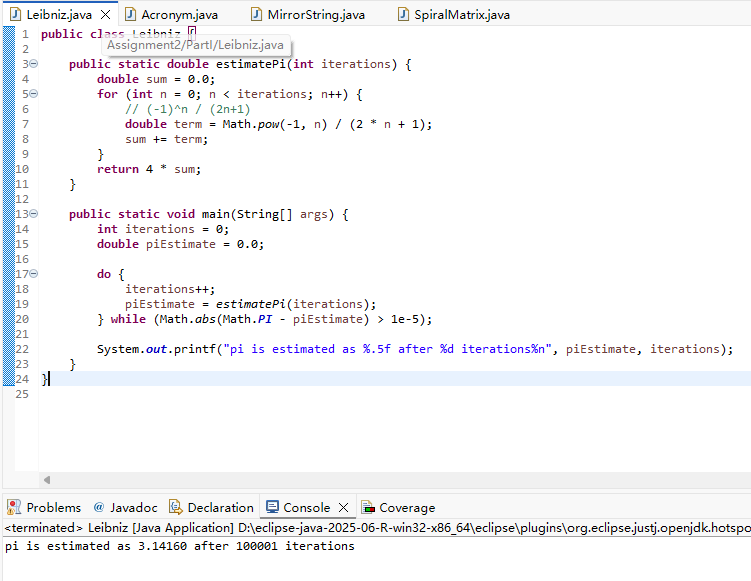 Leibniz.java Acronym.java MirrorString.java SpiralMatrix.java
1 public class Leibniz {
Assignment2/PartI/Leibniz.java
2
3 public static double estimatePi(int iterations) {
4 double sum = 0.0;
5 for (int n = 0; n < iterations; n++) {
6 // (-1)^n / (2n+1)
7 double term = Math.pow(-1, n) / (2 * n + 1);
8 sum += term;
9 }
10 return 4 * sum;
11 }
12
13 public static void main(String[] args) {
14 int iterations = 0;
15 double piEstimate = 0.0;
16
17 do {
18 iterations++;
19 piEstimate = estimatePi(iterations);
20 } while (Math.abs(Math.PI - piEstimate) > 1e-5);
21
22 System.out.printf("pi is estimated as %.5f after %d iterations%n", piEstimate, iterations);
23 }
24 }
25
Problems @ Javadoc Declaration Console Coverage
<terminated> Leibniz [Java Application] D:\eclipse-java-2025-06-R-win32-x86_64\eclipse\plugins\org.eclipse.justj.openjdk.hotspo
pi is estimated as 3.14160 after 100001 iterations